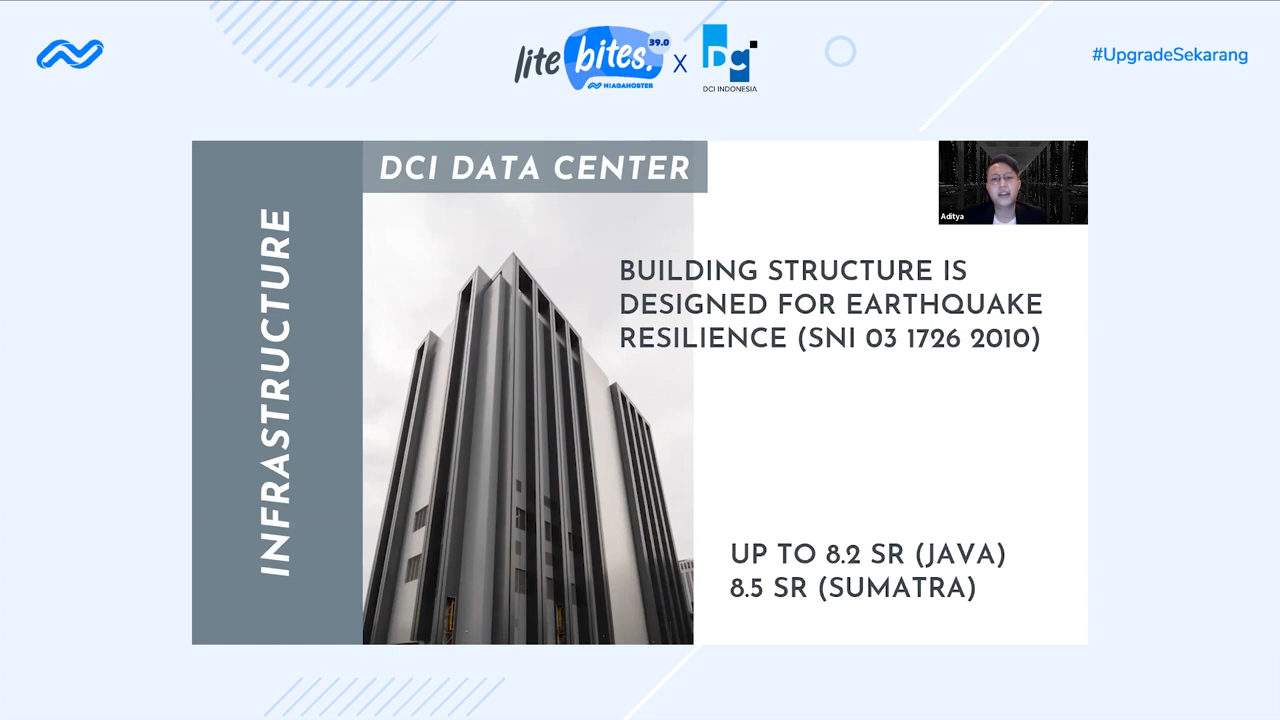 lite bites. 39.0
NIAGAHOSTER
X
DCI
DCI INDONESIA
#UpgradeSekarang
DCI DATA CENTER
INFRASTRUCTURE
Aditya
BUILDING STRUCTURE IS
DESIGNED FOR EARTHQUAKE
RESILIENCE (SNI 03 1726 2010)
UP TO 8.2 SR (JAVA)
8.5 SR (SUMATRA)